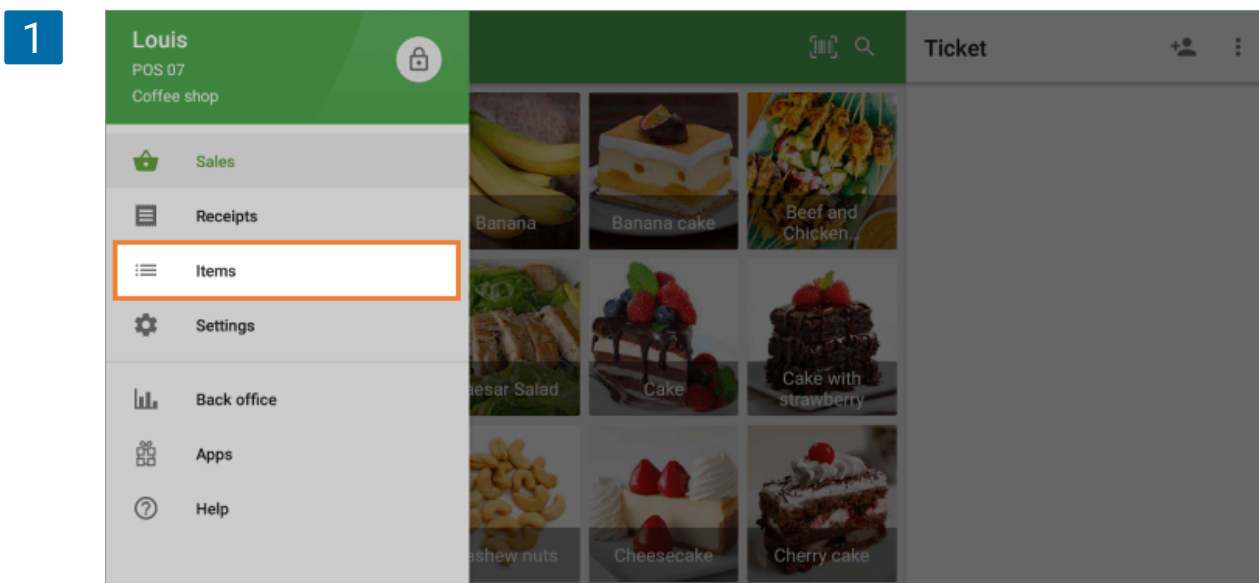 1
Louis
POS 07
Coffee shop
Ticket
Sales
Receipts
Items
Settings
Back office
Apps
Help
Banana
Banana cake
Beef and
Chicken...
aesar Salad
Cake
Cake with
strawberry
ashew nuts
Cheesecake
Cherry cake